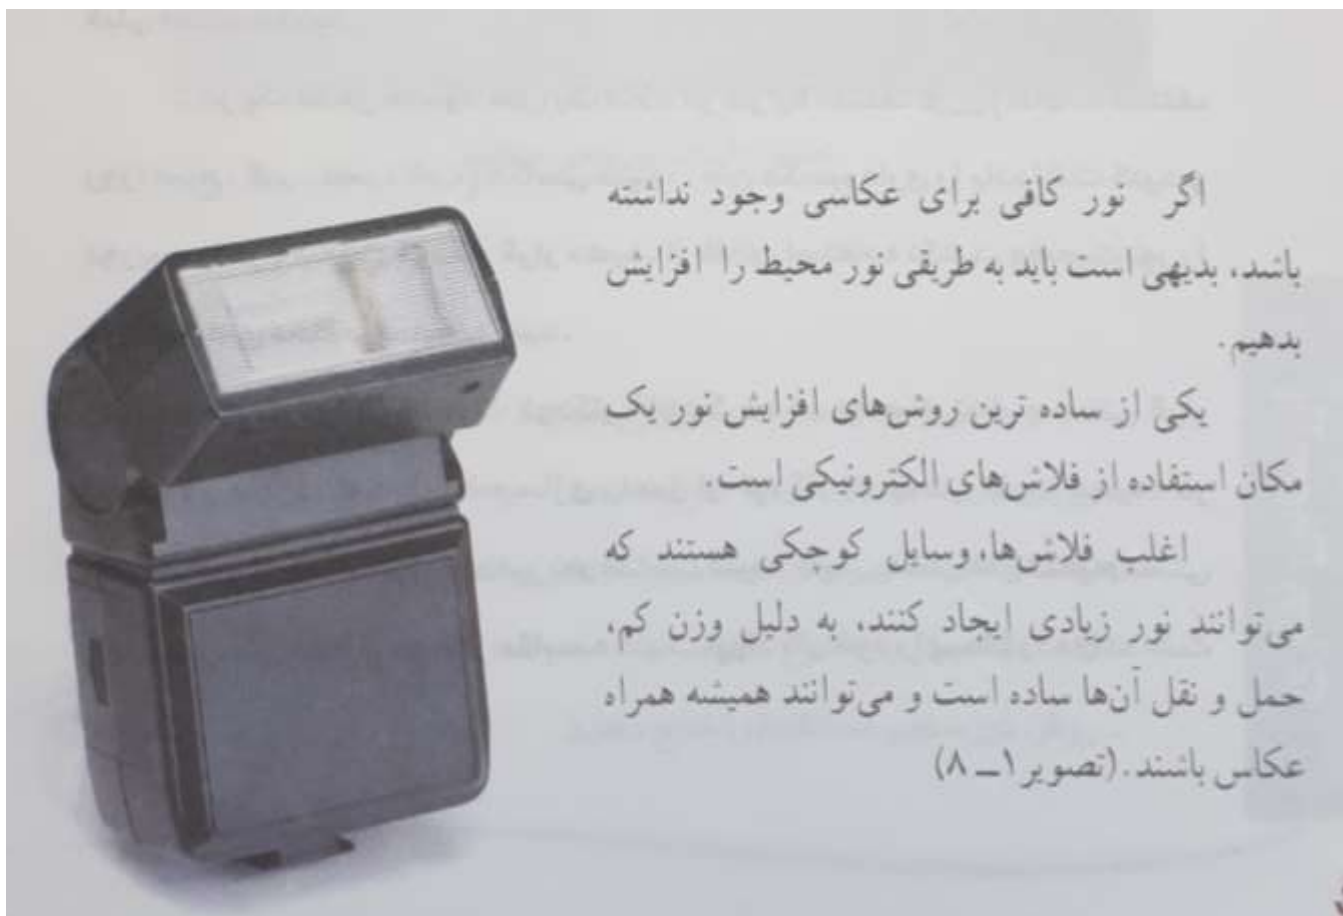 اگر نور کافی برای عکاسی وجود نداشته
باشد، بدیهی است باید به طریقی نور محیط را افزایش
بدهیم.
یکی از ساده ترین روش‌های افزایش نور یک
مکان استفاده از فلاش‌های الکترونیکی است.
اغلب فلاش‌ها، وسایل کوچکی هستند که
می‌توانند نور زیادی ایجاد کنند، به دلیل وزن کم،
حمل و نقل آن‌ها ساده است و می‌توانند همیشه همراه
عکاس باشند. (تصویر ۱ــ ۸)